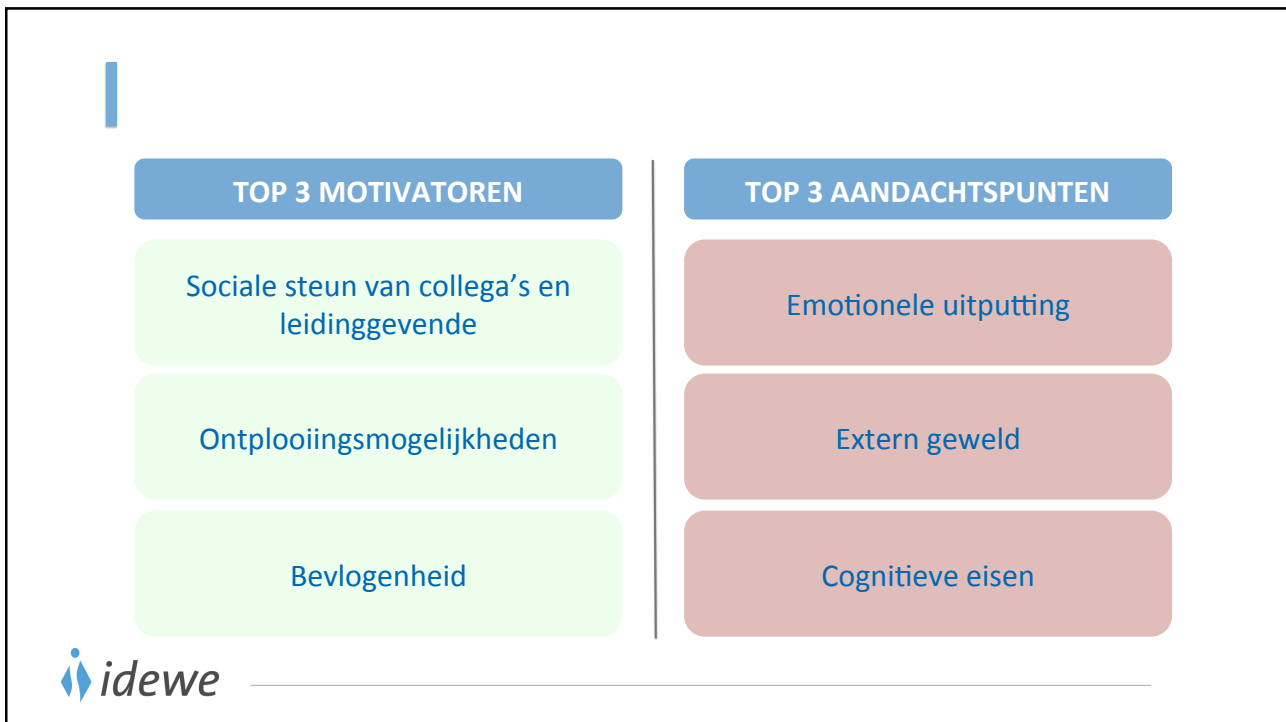 TOP 3 MOTIVATOREN
Sociale steun van collega's en
leidinggevende
Ontplooiingsmogelijkheden
Bevlogenheid
TOP 3 AANDACHTSPUNTEN
Emotionele uitputting
Extern geweld
Cognitieve eisen
idewe